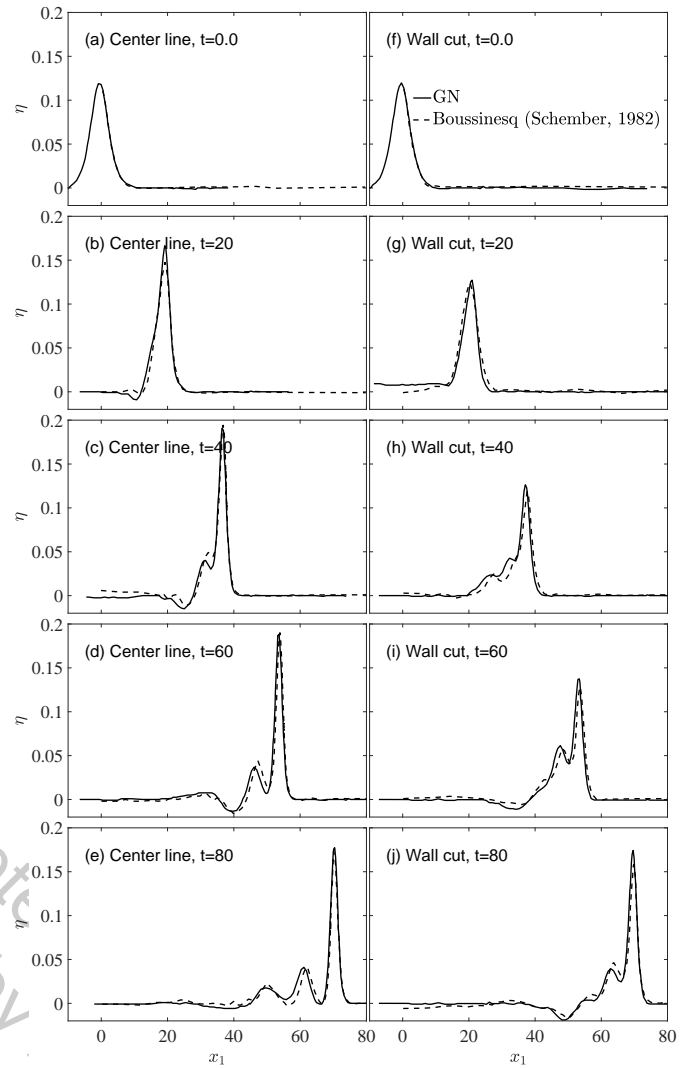 0.2
(a) Center line, t=0.0
(f) Wall cut, t=0.0
0.15
GN
Boussinesq (Schember, 1982)
η
0.1
0.05
0
0.2
(b) Center line, t=20
(g) Wall cut, t=20
0.15
η
0.1
0.05
0
0.2
(c) Center line, t=40
(h) Wall cut, t=40
0.15
η
0.1
0.05
0
0.2
(d) Center line, t=60
(i) Wall cut, t=60
0.15
η
0.1
0.05
0
0.2
(e) Center line, t=80
(j) Wall cut, t=80
0.15
η
0.1
0.05
0
0 20 40 60 80 0 20 40 60 80
x1 x1